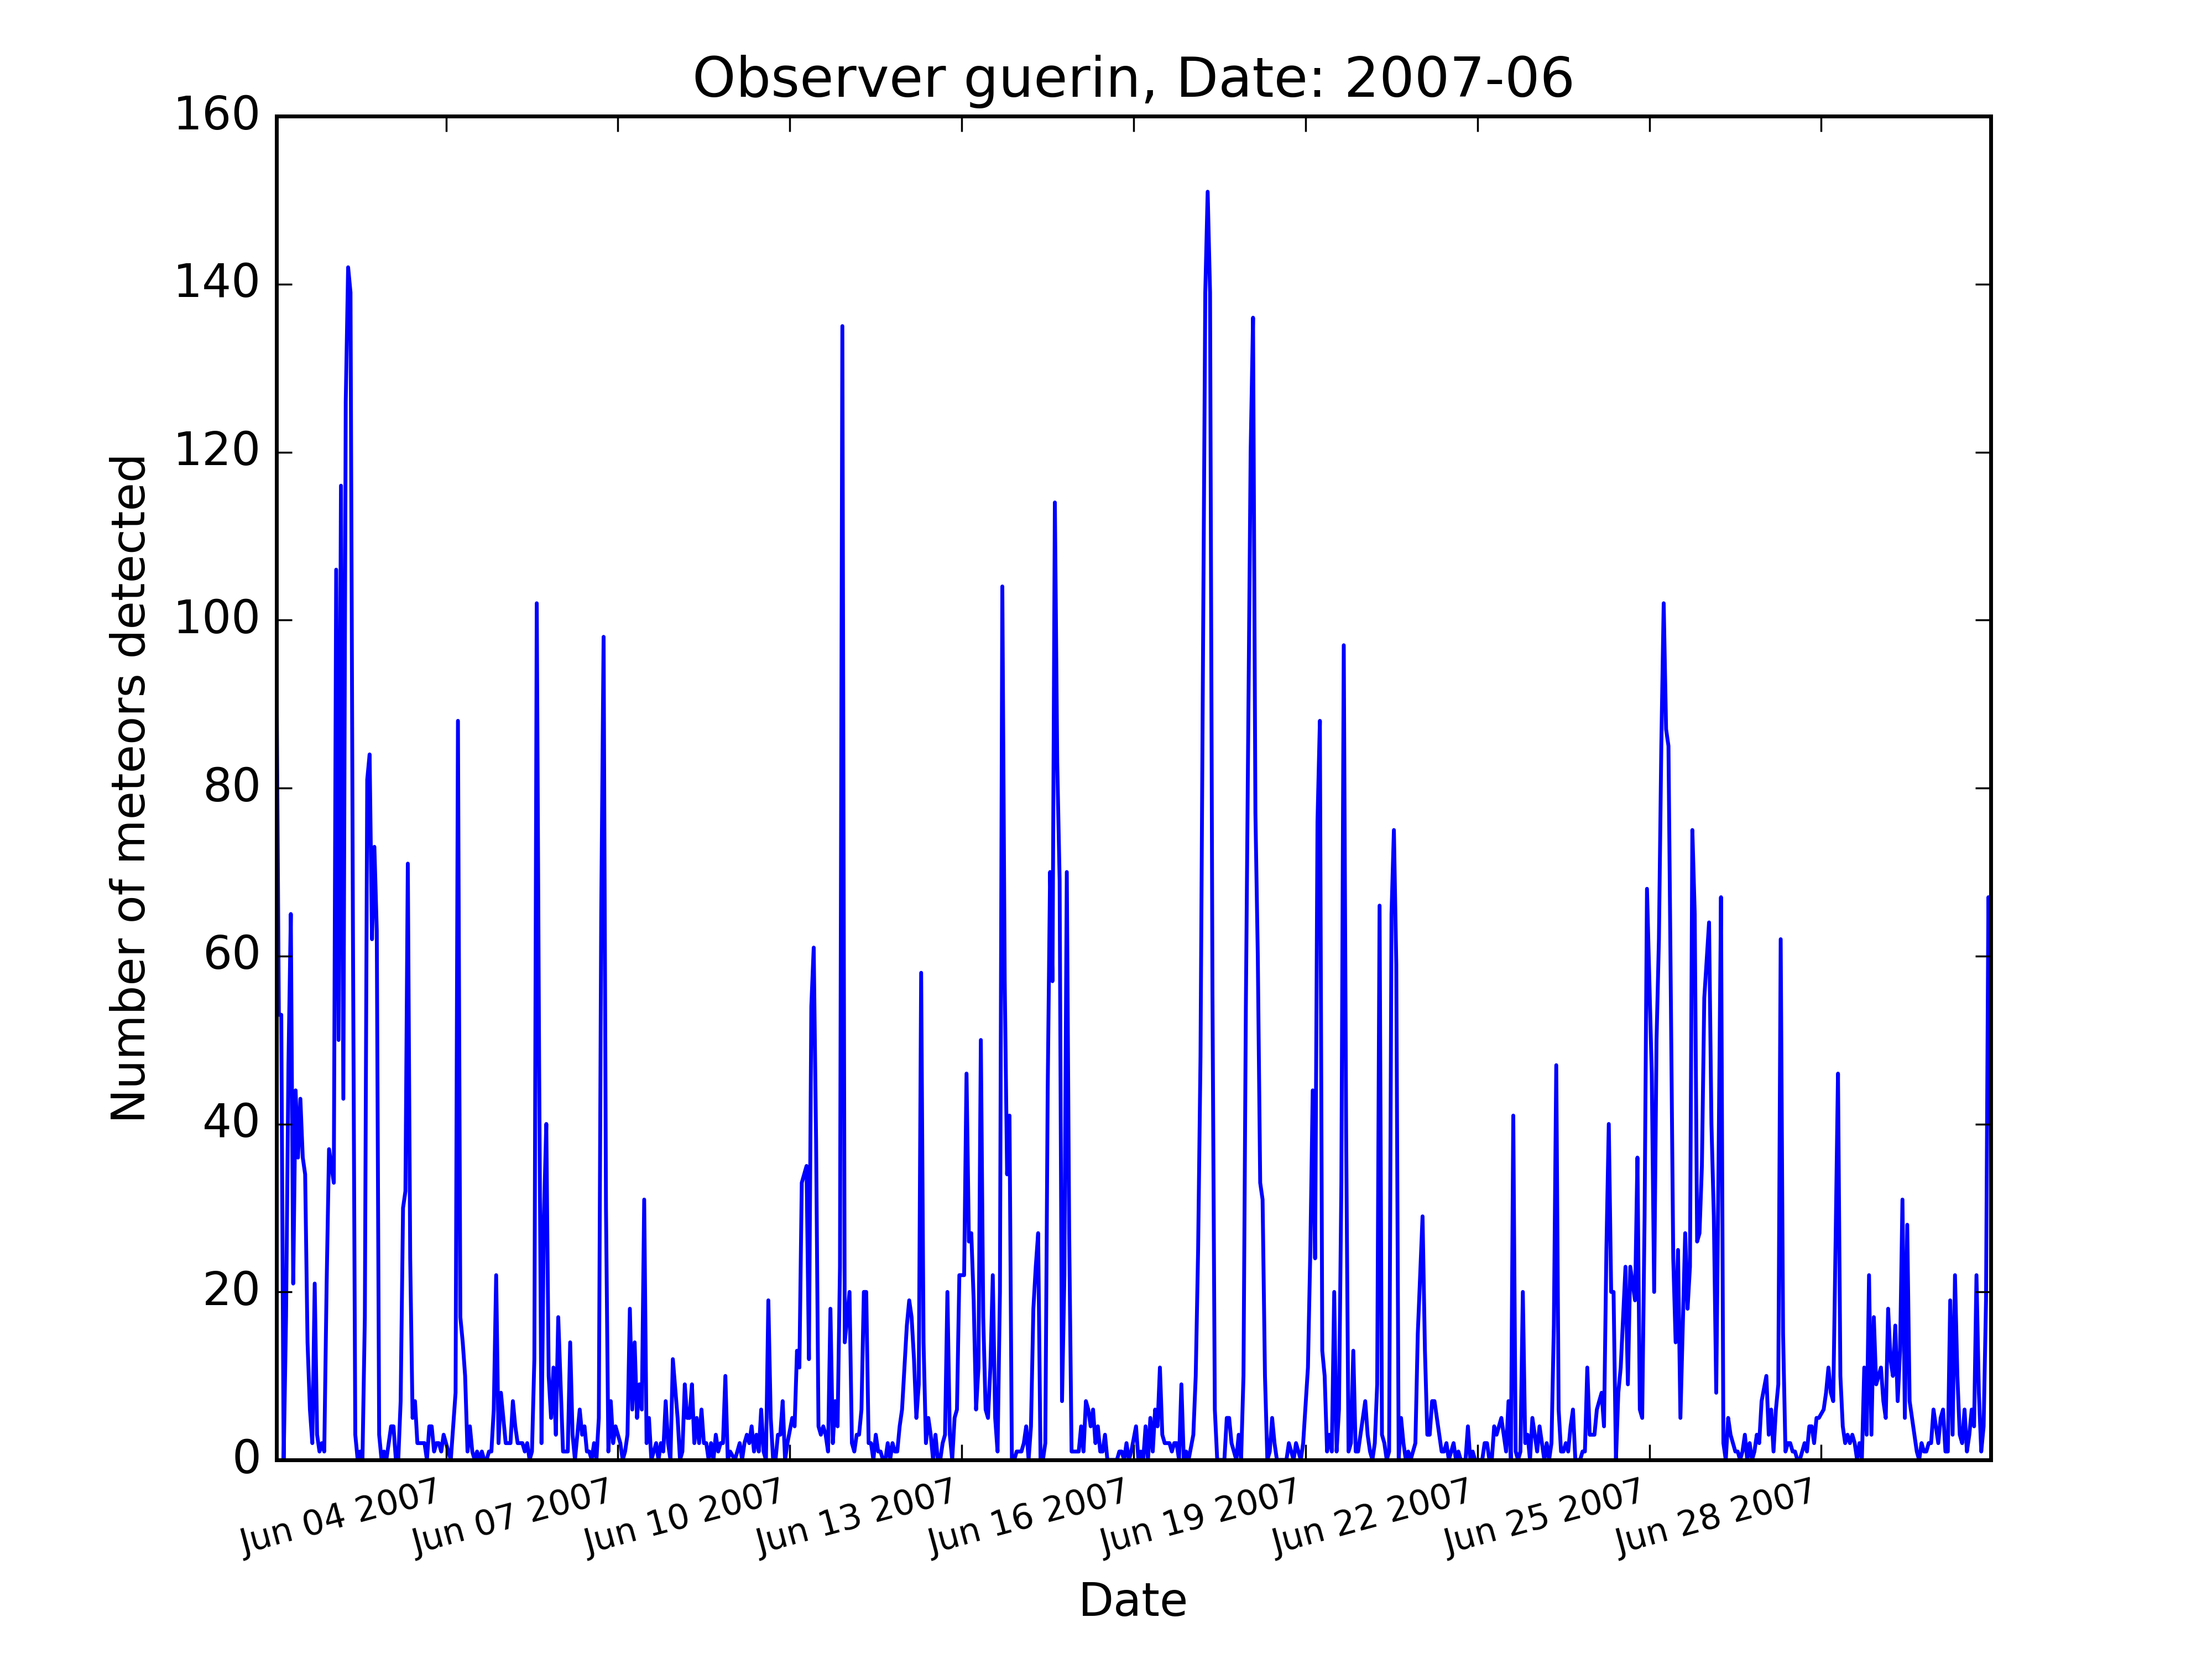 Observer guerin, Date: 2007-06
160
140
120
100
80
60
40
20
0
Number of meteors detected
Jun 04 2007
Jun 07 2007
Jun 10 2007
Jun 13 2007
Jun 16 2007
Jun 19 2007
Jun 22 2007
Jun 25 2007
Jun 28 2007
Date